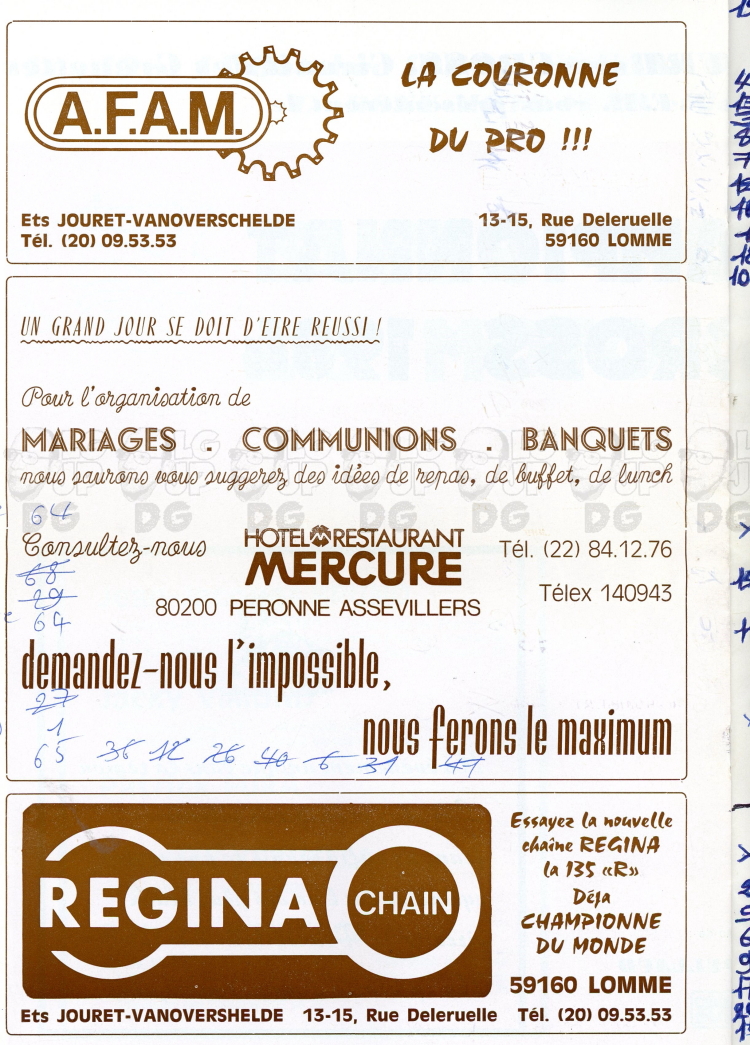 A.F.A.M.
LA COURONNE
DU PRO !!!
Ets JOURET-VANOVERSCHELDE
Tél. (20) 09.53.53
13-15, Rue Deleruelle
59160 LOMME
UN GRAND JOUR SE DOIT D'ETRE REUSSI !
Pour l'organisation de
MARIAGES . COMMUNIONS . BANQUETS
nous saurons vous suggerez des idées de repas, de buffet, de lunch
64
Consultez-nous
HOTEL RESTAURANT
MERCURE
Tél. (22) 84.12.76
Télex 140943
68
29
64
80200 PERONNE ASSEVILLERS
demandez-nous l'impossible,
27
1
nous ferons le maximum
65 36 12 26 40 6 31 41
REGINA CHAIN
Essayez la nouvelle
chaîne REGINA
la 135 «R»
Déja
CHAMPIONNE
DU MONDE
59160 LOMME
Ets JOURET-VANOVERSHELDE 13-15, Rue Deleruelle Tél. (20) 09.53.53
LG UP DG